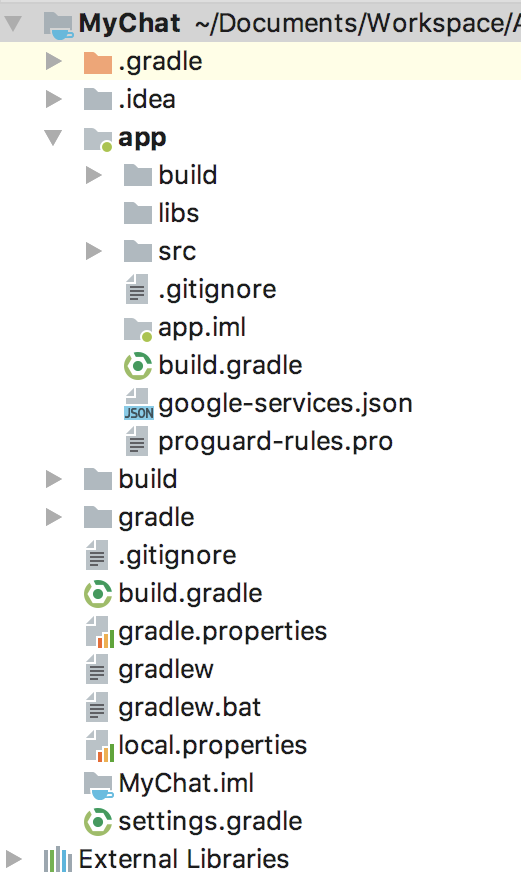 MyChat ~/Documents/Workspace/A
.gradle
.idea
app
build
libs
src
.gitignore
app.iml
build.gradle
JSON google-services.json
proguard-rules.pro
build
gradle
.gitignore
build.gradle
gradle.properties
gradlew
gradlew.bat
local.properties
MyChat.iml
settings.gradle
External Libraries